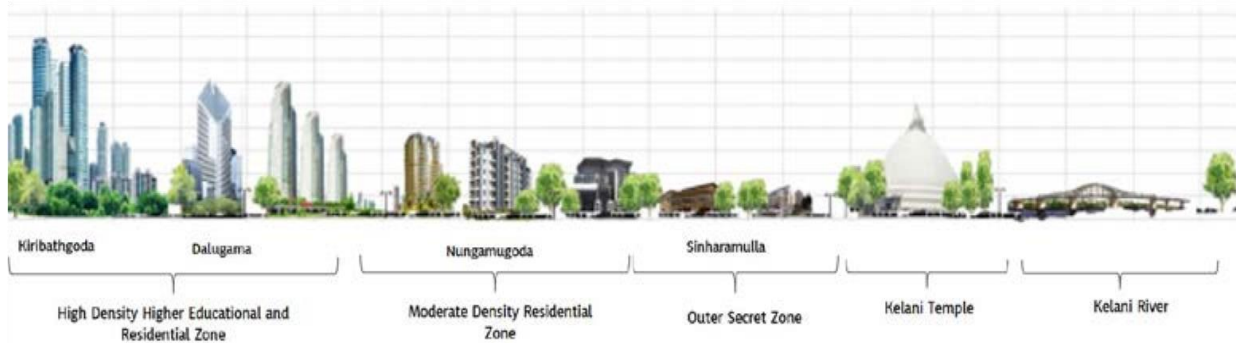 Kiribathgoda
Dalugama
Nungamugoda
Sinharamulla
High Density Higher Educational and
Residential Zone
Moderate Density Residential
Zone
Outer Secret Zone
Kelani Temple
Kelani River